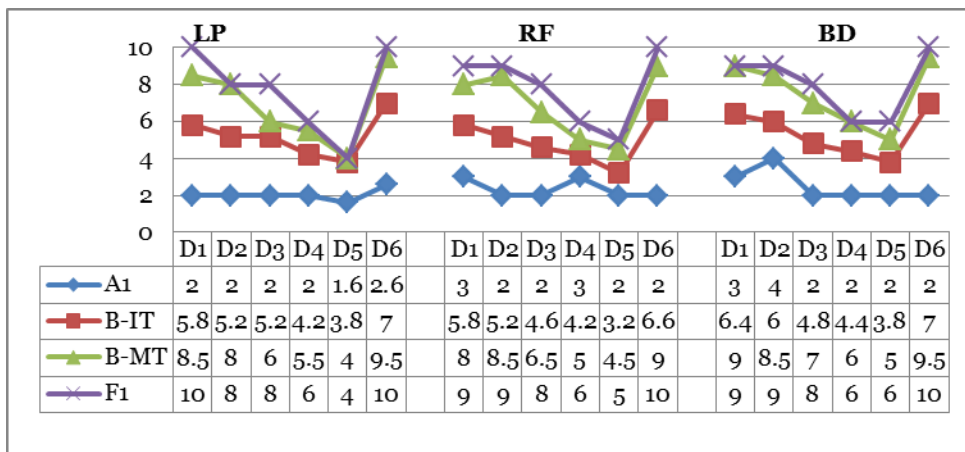 LP RF BD
10
8
6
4
2
0
D1 D2 D3 D4 D5 D6 D1 D2 D3 D4 D5 D6 D1 D2 D3 D4 D5 D6
A1 2 2 2 2 1.6 2.6 3 2 2 3 2 2 3 4 2 2 2 2
B-IT 5.8 5.2 5.2 4.2 3.8 7 5.8 5.2 4.6 4.2 3.2 6.6 6.4 6 4.8 4.4 3.8 7
B-MT 8.5 8 6 5.5 4 9.5 8 8.5 6.5 5 4.5 9 9 8.5 7 6 5 9.5
F1 10 8 8 6 4 10 9 9 8 6 5 10 9 9 8 6 6 10